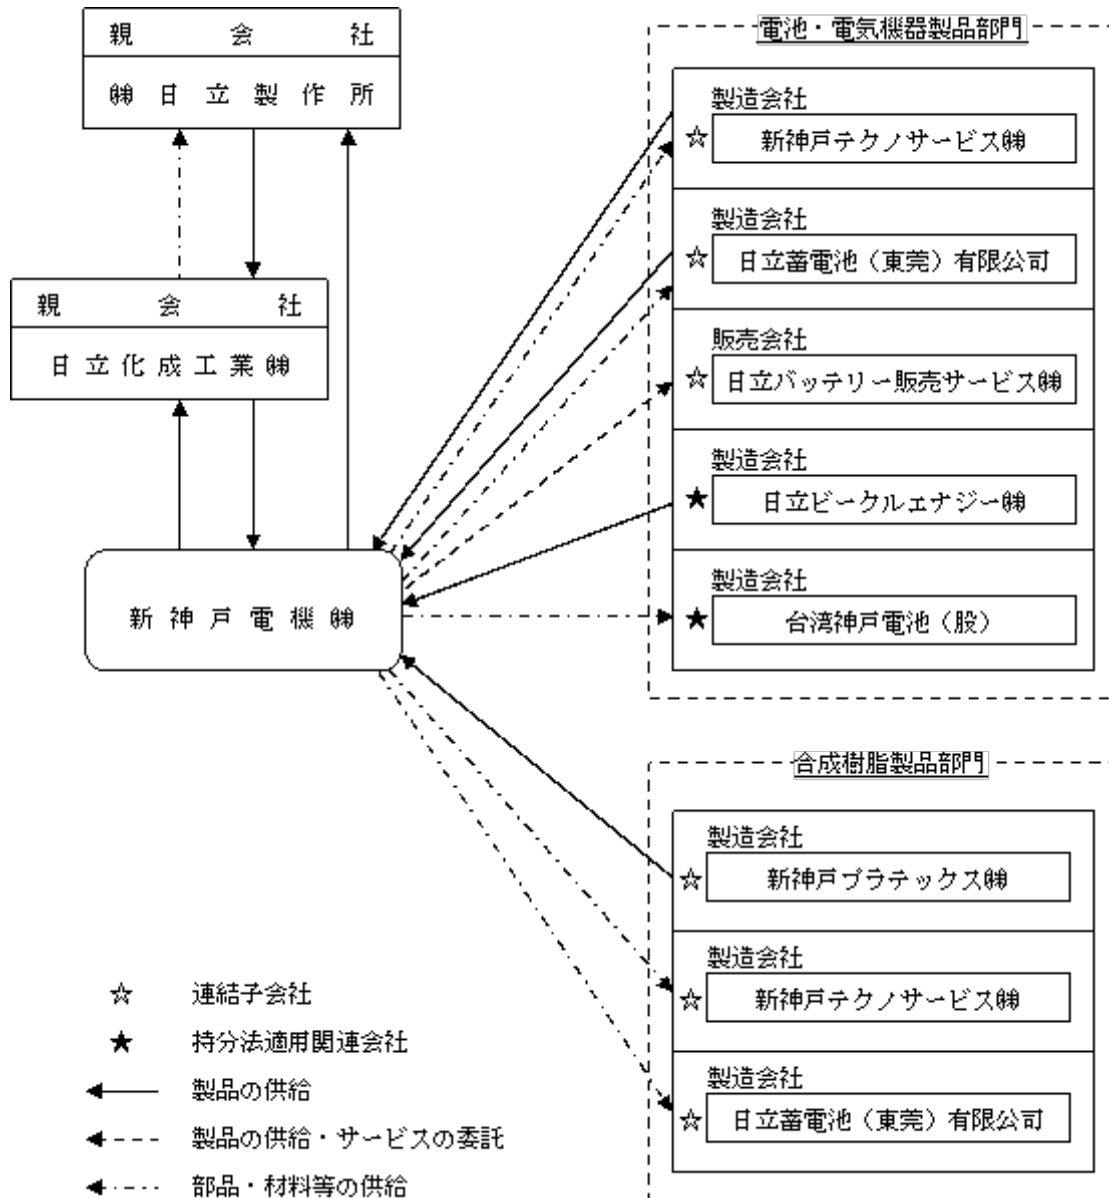 親会社
㈱日立製作所
親会社
日立化成工業㈱
新神戸電機㈱
電池・電気機器製品部門
製造会社
☆ 新神戸テクノサービス㈱
製造会社
☆ 日立蓄電池（東莞）有限公司
販売会社
☆ 日立バッテリー販売サービス㈱
製造会社
★ 日立ビークルエナジー㈱
製造会社
★ 台湾神戸電池（股）
合成樹脂製品部門
製造会社
☆ 新神戸プラテックス㈱
製造会社
☆ 新神戸テクノサービス㈱
製造会社
☆ 日立蓄電池（東莞）有限公司
☆ 連結子会社
★ 持分法適用関連会社
製品の供給
製品の供給・サービスの委託
部品・材料等の供給